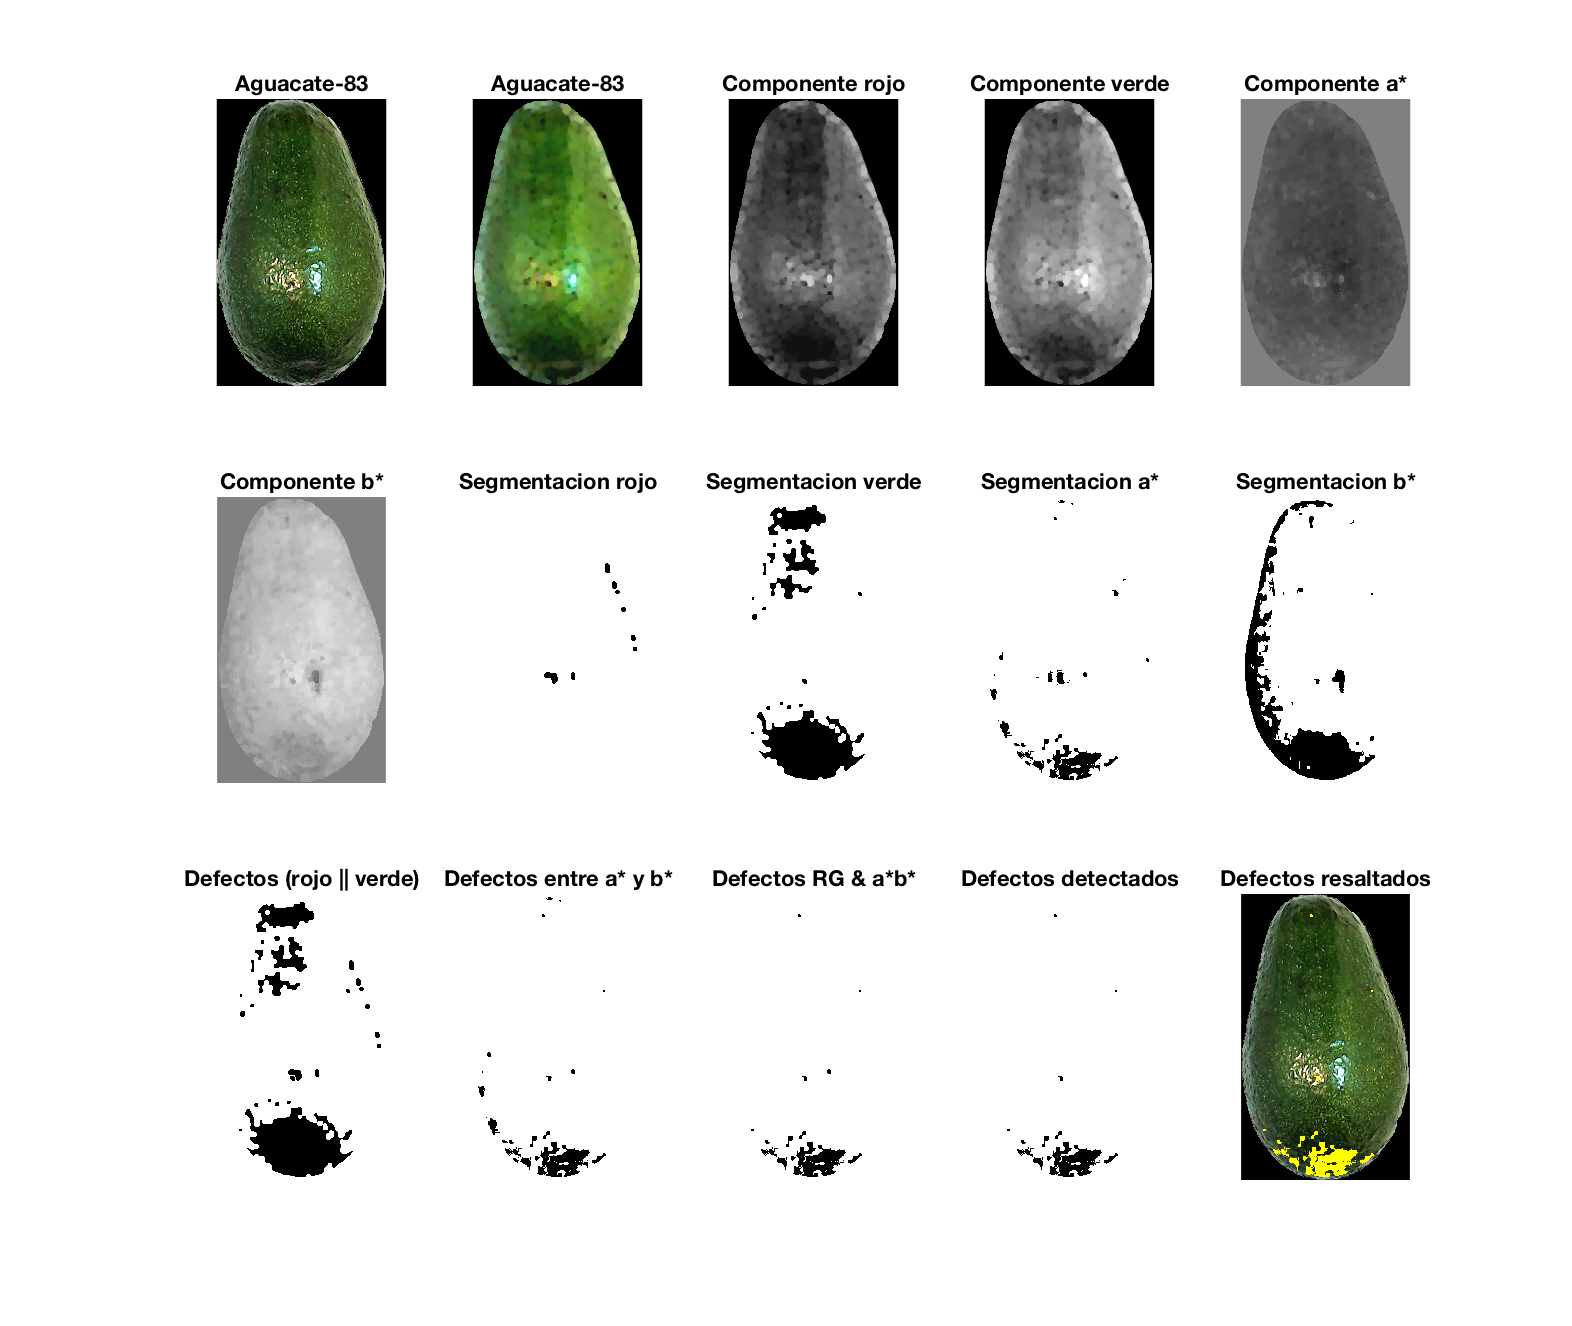 Aguacate-83
Aguacate-83
Componente rojo
Componente verde
Componente a*
Componente b*
Segmentacion rojo
Segmentacion verde
Segmentacion a*
Segmentacion b*
Defectos (rojo || verde)
Defectos entre a* y b*
Defectos RG & a*b*
Defectos detectados
Defectos resaltados